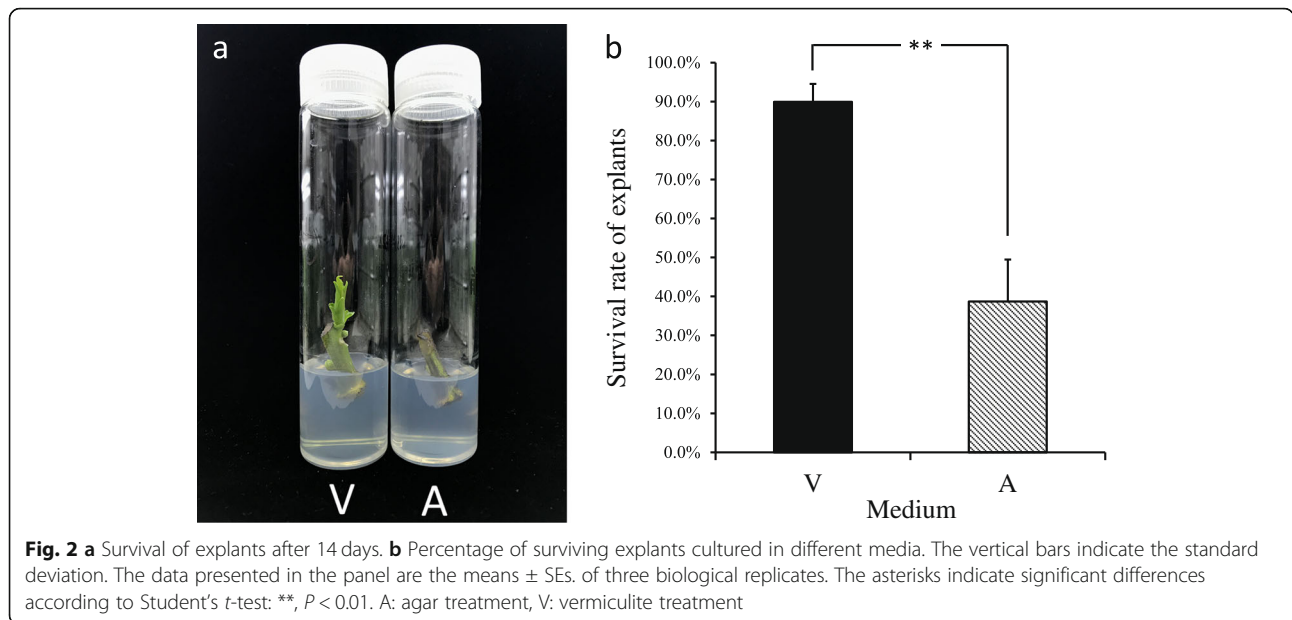 a
V A
b
**
100.0%
90.0%
80.0%
70.0%
60.0%
50.0%
40.0%
30.0%
20.0%
10.0%
0.0%
Survival rate of explants
V A
Medium
Fig. 2 a Survival of explants after 14 days. b Percentage of surviving explants cultured in different media. The vertical bars indicate the standard
deviation. The data presented in the panel are the means ± SEs. of three biological replicates. The asterisks indicate significant differences
according to Student's t-test: **, P < 0.01. A: agar treatment, V: vermiculite treatment